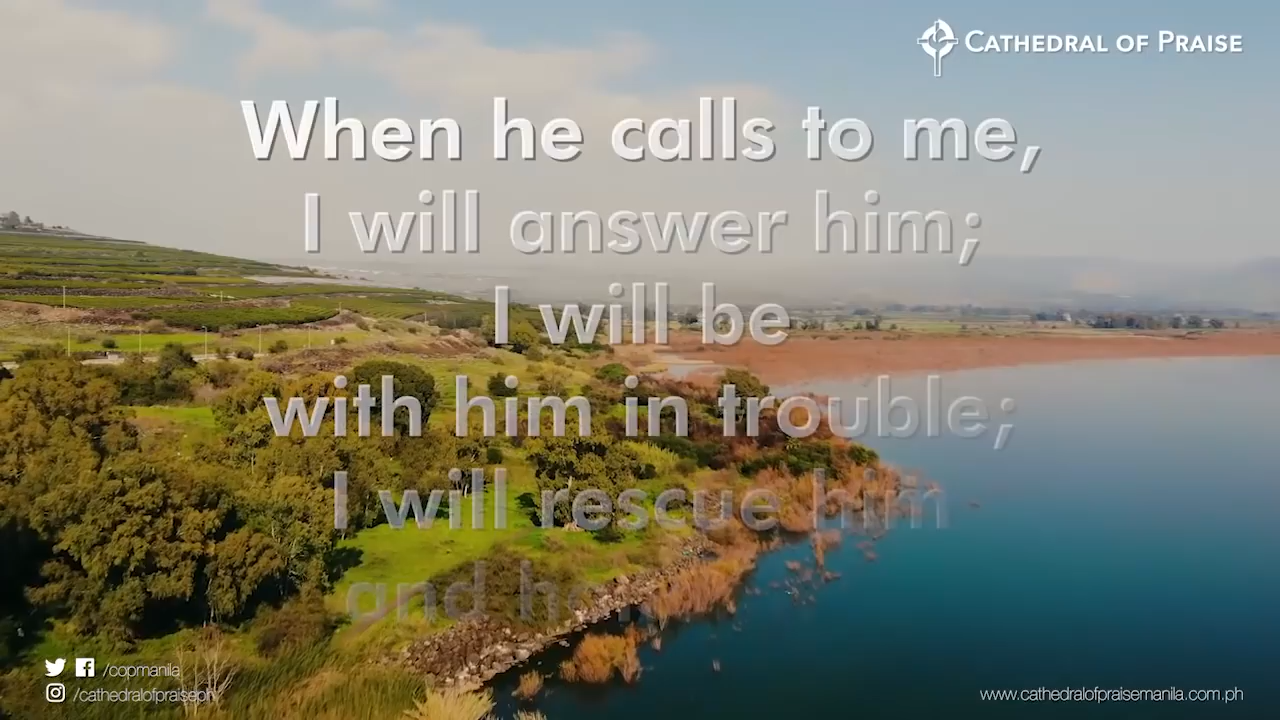 CATHEDRAL OF PRAISE
When he calls to me,
I will answer him;
I will be
with him in trouble;
I will rescue him
and
/copmanila
/cathedralofpraiseph
www.cathedralofpraisemanila.com.ph